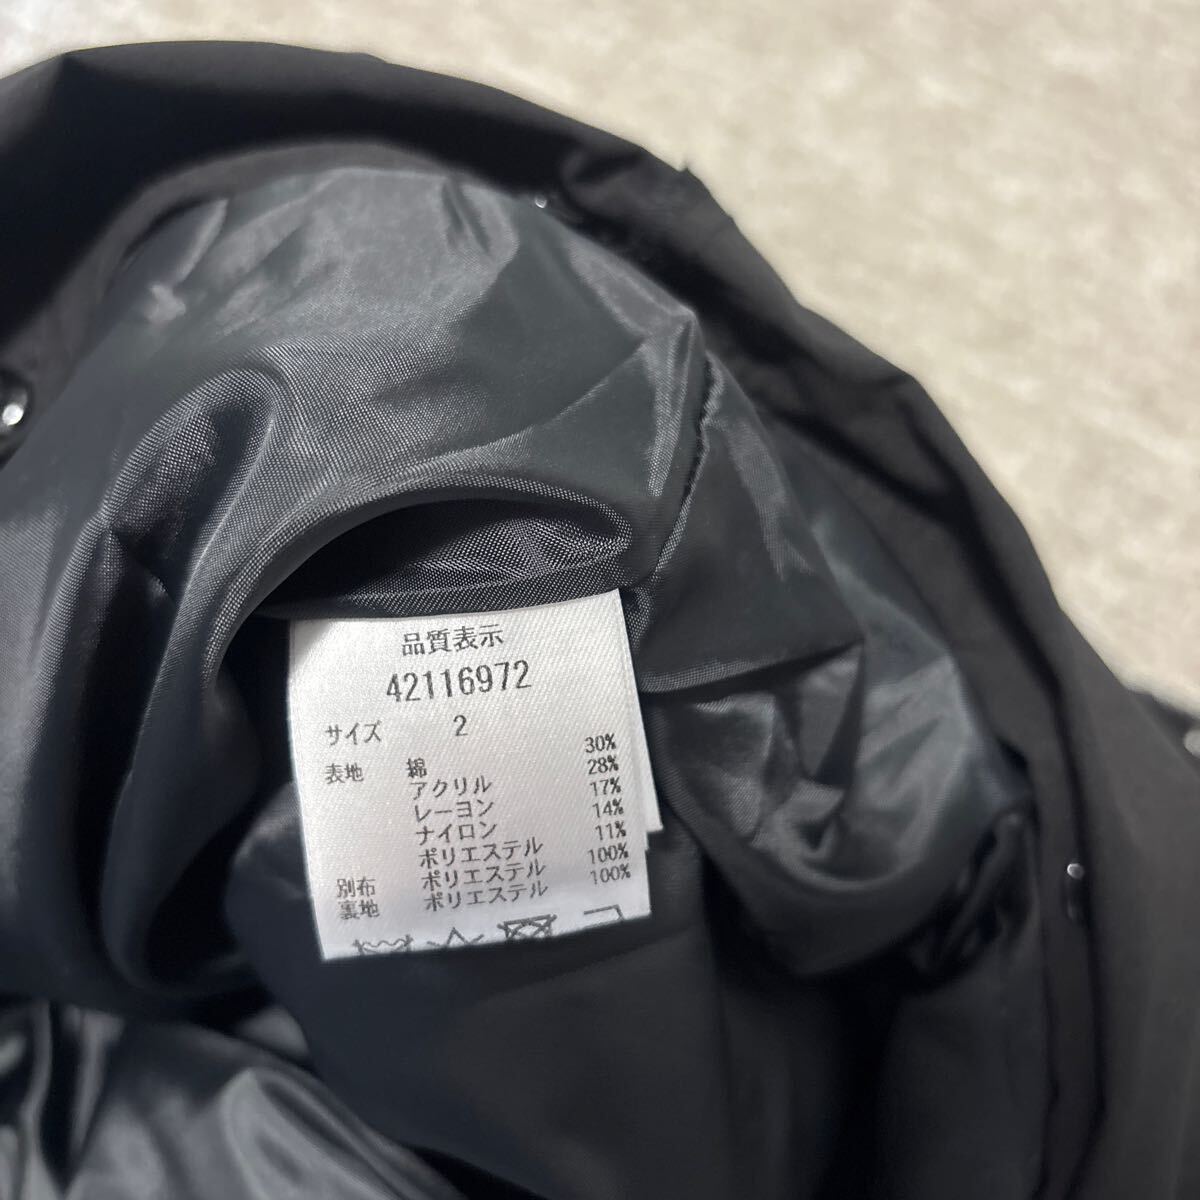 品質表示
42116972
サイズ 2
表地 綿 30%
アクリル 28%
レーヨン 17%
ナイロン 14%
ポリエステル 11%
別布 ポリエステル 100%
裏地 ポリエステル 100%